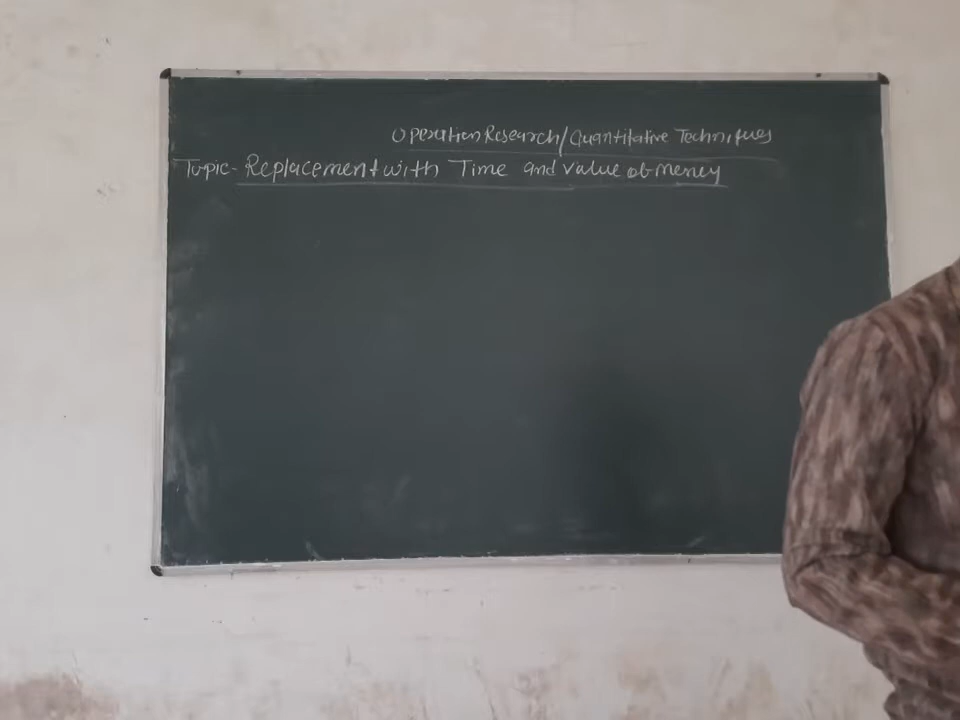 Operation Research/Quantitative Techniques
Topic- Replacement with Time and value of Money